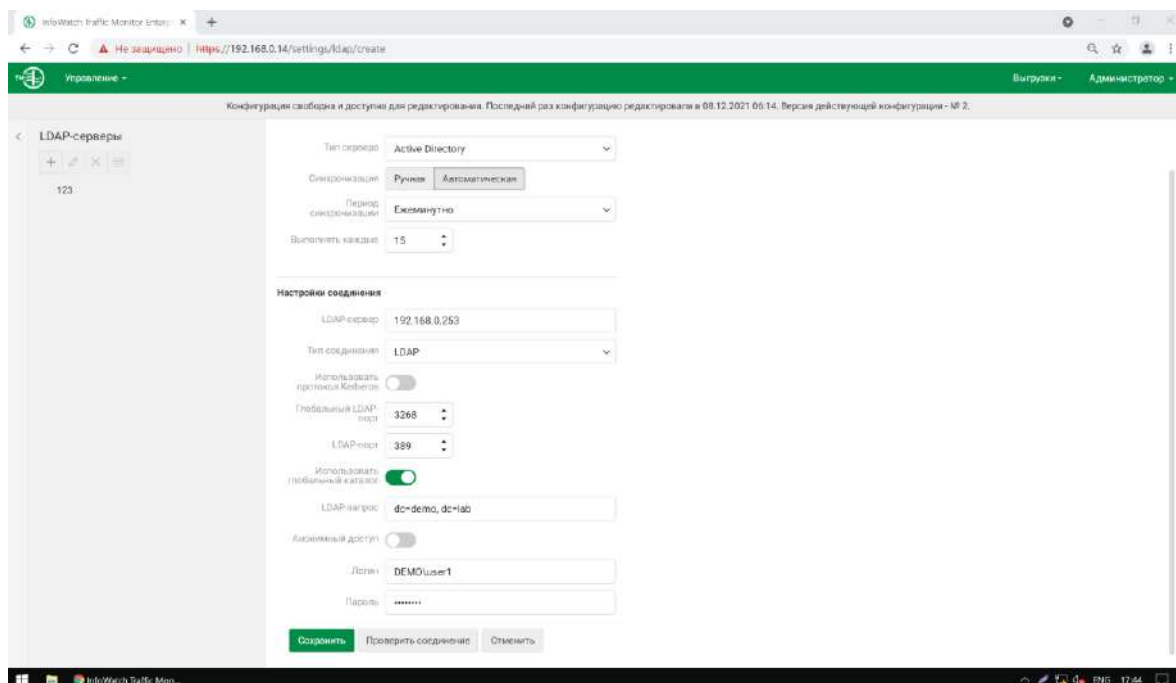 InfoWatch Traffic Monitor Enterp
Не защищено | https://192.168.0.14/settings/ldap/create
TM
Управление
Выгрузки
Администратор
Конфигурация свободна и доступна для редактирования. Последний раз конфигурацию редактировали в 08.12.2021 06:14. Версия действующей конфигурации - № 2.
LDAP-серверы
123
Тип сервера
Active Directory
Синхронизация
Ручная
Автоматическая
Период
синхронизации
Ежеминутно
Выполнять каждые
15
Настройки соединения
LDAP-сервер
192.168.0.253
Тип соединения
LDAP
Использовать
протокол Kerberos
Глобальный LDAP-
порт
3268
LDAP-порт
389
Использовать
глобальный каталог
LDAP-запрос
dc=demo, dc=lab
Анонимный доступ
Логин
DEMO\user1
Пароль
••••••••
Сохранить
Проверить соединение
Отменить
InfoWatch Traffic Mon...
ENG
17:44